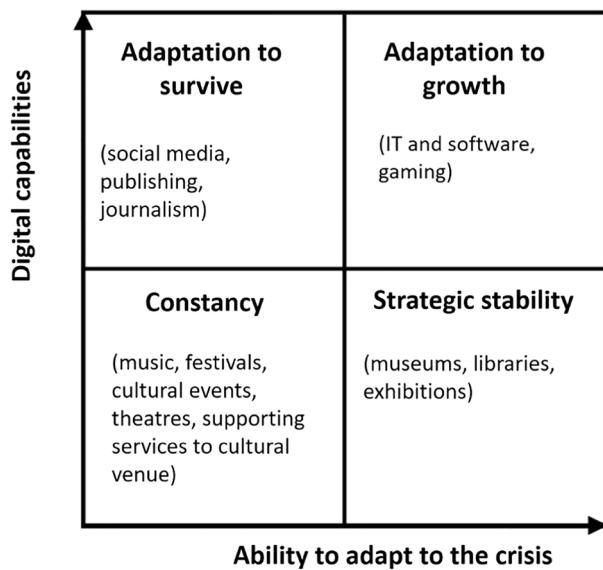 Digital capabilities
Adaptation to
survive
(social media,
publishing,
journalism)
Adaptation to
growth
(IT and software,
gaming)
Constancy
(music, festivals,
cultural events,
theatres, supporting
services to cultural
venue)
Strategic stability
(museums, libraries,
exhibitions)
Ability to adapt to the crisis